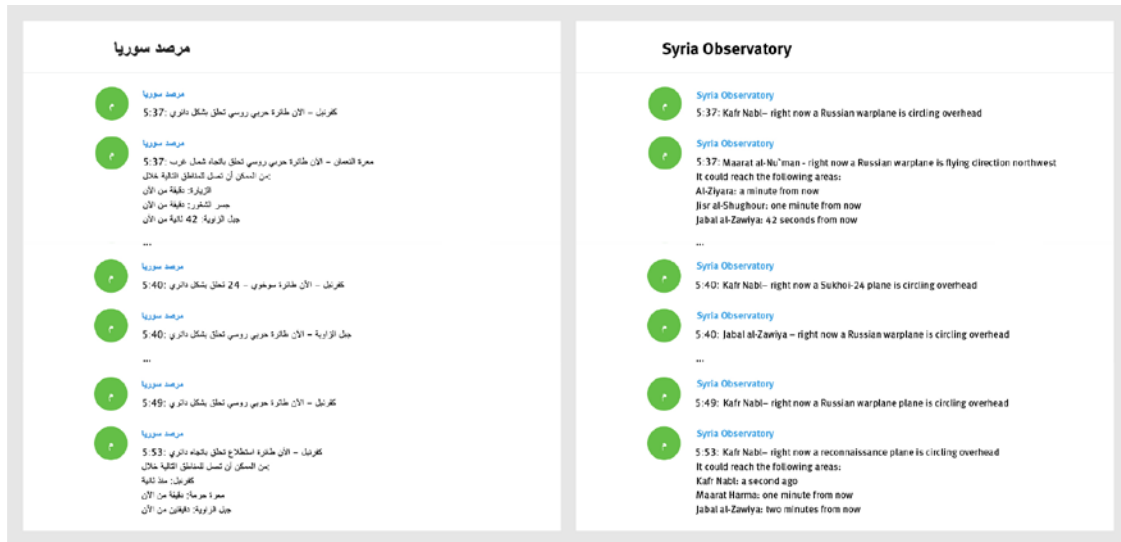 مرصد سوريا
م
مرصد سوريا
5:37: كفرنبل – الآن طائرة حربي روسي تحلق بشكل دائري
م
مرصد سوريا
5:37: معرة النعمان – الآن طائرة حربي روسي تحلق باتجاه شمال غرب
من الممكن أن تصل للمناطق التالية خلال:
الزيارة: دقيقة من الآن
جسر الشغور: دقيقة من الآن
جبل الزاوية: 42 ثانية من الآن
...
م
مرصد سوريا
5:40: كفرنبل – الآن طائرة سوخوي – 24 تحلق بشكل دائري
م
مرصد سوريا
5:40: جبل الزاوية – الآن طائرة حربي روسي تحلق بشكل دائري
...
م
مرصد سوريا
5:49: كفرنبل – الآن طائرة حربي روسي تحلق بشكل دائري
م
مرصد سوريا
5:53: كفرنبل – الآن طائرة استطلاع تحلق باتجاه دائري
من الممكن أن تصل للمناطق التالية خلال:
كفرنبل: منذ ثانية
معرة حرمة: دقيقة من الآن
جبل الزاوية: دقيقتين من الآن
Syria Observatory
م
Syria Observatory
5:37: Kafr Nabl– right now a Russian warplane is circling overhead
م
Syria Observatory
5:37: Maarat al-Nu`man - right now a Russian warplane is flying direction northwest
It could reach the following areas:
Al-Ziyara: a minute from now
Jisr al-Shughour: one minute from now
Jabal al-Zawiya: 42 seconds from now
...
م
Syria Observatory
5:40: Kafr Nabl– right now a Sukhoi-24 plane is circling overhead
م
Syria Observatory
5:40: Jabal al-Zawiya – right now a Russian warplane is circling overhead
...
م
Syria Observatory
5:49: Kafr Nabl– right now a Russian warplane plane is circling overhead
م
Syria Observatory
5:53: Kafr Nabl– right now a reconnaissance plane is circling overhead
It could reach the following areas:
Kafr Nabl: a second ago
Maarat Harma: one minute from now
Jabal al-Zawiya: two minutes from now